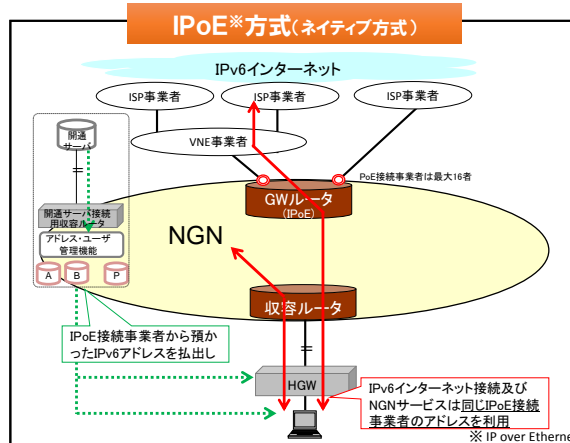 IPoE※方式(ネイティブ方式)
IPv6インターネット
ISP事業者
ISP事業者
ISP事業者
VNE事業者
開通
サーバ
PoE接続事業者は最大16者
GWルータ
(IPoE)
開通サーバ接続
用収容ルータ
アドレス・ユーザ
管理機能
NGN
A
B
P
収容ルータ
IPoE接続事業者から預か
ったIPv6アドレスを払出し
HGW
IPv6インターネット接続及び
NGNサービスは同じIPoE接続
事業者のアドレスを利用
※ IP over Etherne